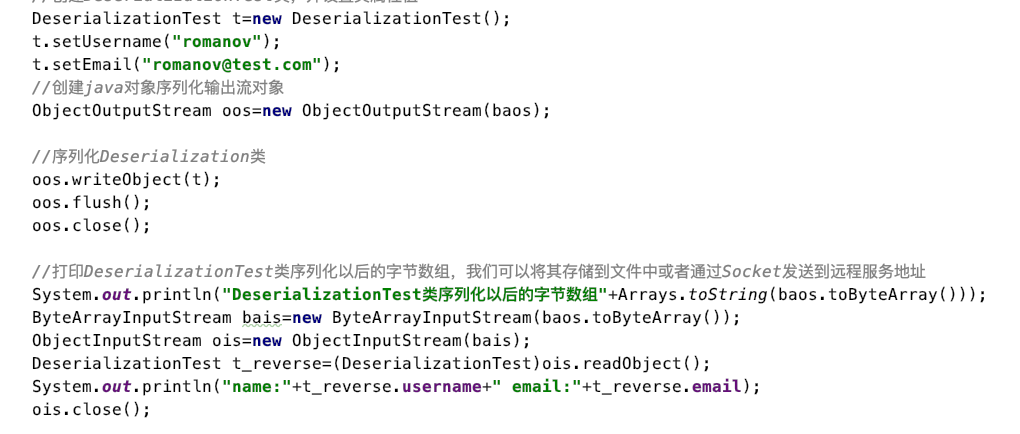 DeserializationTest t=new DeserializationTest();
t.setUsername("romanov");
t.setEmail("romanov@test.com");
//创建java对象序列化输出流对象
ObjectOutputStream oos=new ObjectOutputStream(baos);
//序列化Deserialization类
oos.writeObject(t);
oos.flush();
oos.close();
//打印DeserializationTest类序列化以后的字节数组，我们可以将其存储到文件中或者通过Socket发送到远程服务地址
System.out.println("DeserializationTest类序列化以后的字节数组"+Arrays.toString(baos.toByteArray()));
ByteArrayInputStream bais=new ByteArrayInputStream(baos.toByteArray());
ObjectInputStream ois=new ObjectInputStream(bais);
DeserializationTest t_reverse=(DeserializationTest)ois.readObject();
System.out.println("name:"+t_reverse.username+" email:"+t_reverse.email);
ois.close();